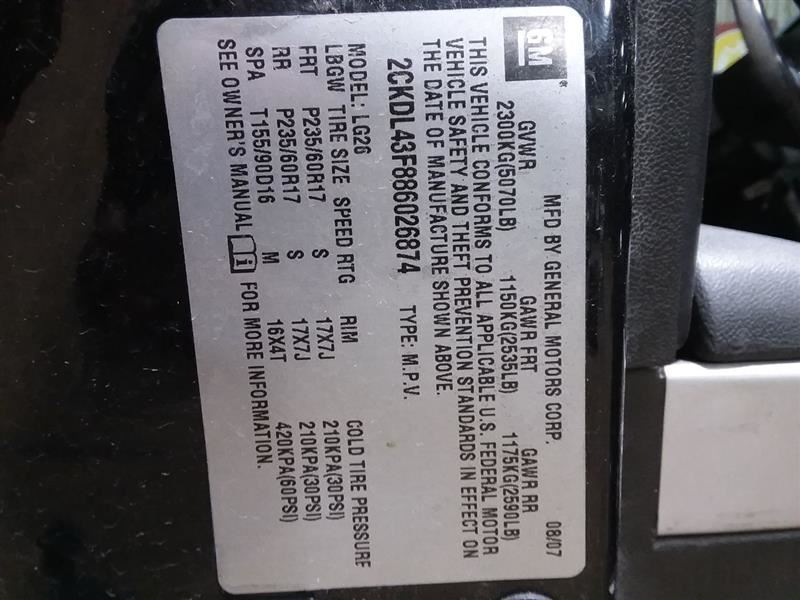 GM
MFD BY GENERAL MOTORS CORP. 08/07
GVWR GAWR FRT GAWR RR
2300KG(5070LB) 1150KG(2535LB) 1175KG(2590LB)
THIS VEHICLE CONFORMS TO ALL APPLICABLE U.S. FEDERAL MOTOR
VEHICLE SAFETY AND THEFT PREVENTION STANDARDS IN EFFECT ON
THE DATE OF MANUFACTURE SHOWN ABOVE.
2CKDL43F886026874 TYPE: M.P.V.
MODEL: LG26
LBGW TIRE SIZE SPEED RTG RIM COLD TIRE PRESSURE
FRT P235/60R17 S 17X7J 210KPA(30PSI)
RR P235/60R17 S 17X7J 210KPA(30PSI)
SPA T155/90D16 M 16X4T 420KPA(60PSI)
SEE OWNER'S MANUAL FOR MORE INFORMATION.